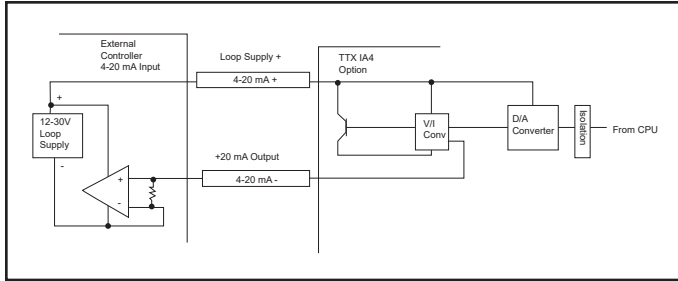 External
Controller
4-20 mA Input
Loop Supply +
4-20 mA +
TTX IA4
Option
+
12-30V
Loop
Supply
-
+
-
+20 mA Output
4-20 mA -
V/I
Conv
D/A
Converter
Isolation
From CPU